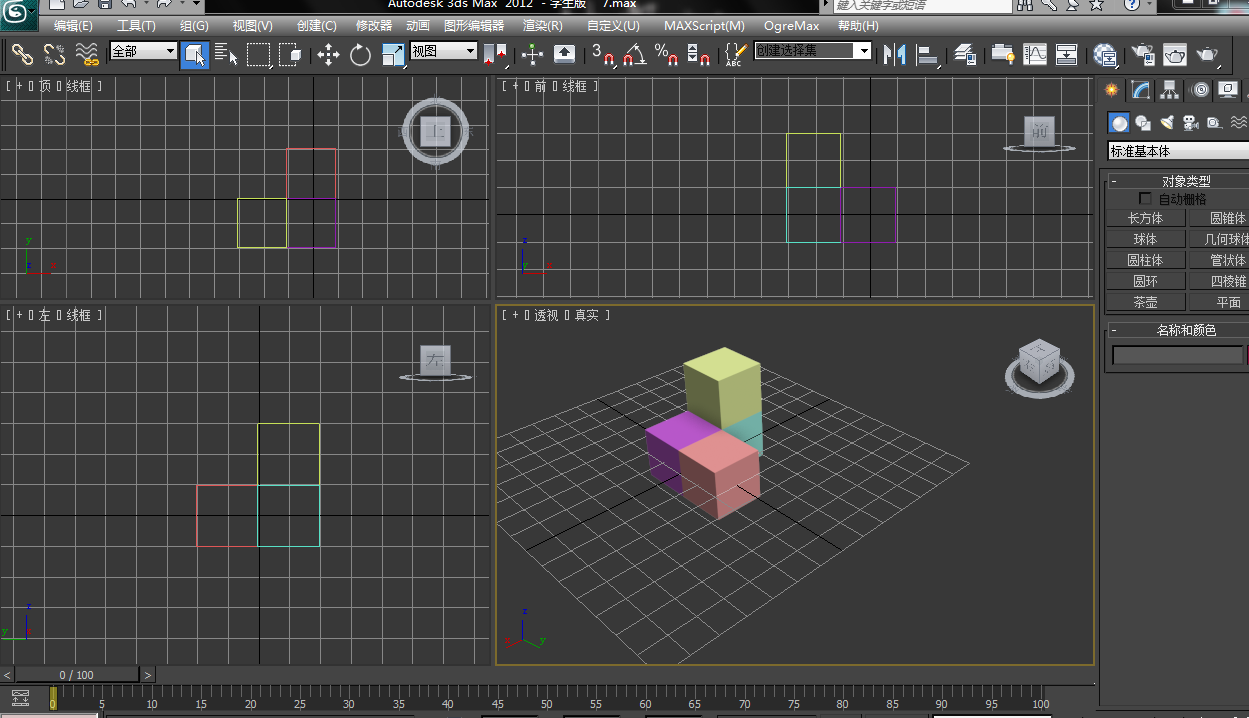 Autodesk 3ds Max 2012 - 学生版 7.max
键入关键字或短语
编辑(E) 工具(T) 组(G) 视图(V) 创建(C) 修改器 动画 图形编辑器 渲染(R) 自定义(U) MAXScript(M) OgreMax 帮助(H)
全部 视图 3 % ABC 创建选择集
[ + 顶 线框 ]
上
[ + 前 线框 ]
前
标准基本体
- 对象类型
自动栅格
长方体 圆锥体
球体 几何球体
圆柱体 管状体
圆环 四棱锥
茶壶 平面
- 名称和颜色
y
z
z
y
[ + 左 线框 ]
左
[ + 透视 真实 ]
z
y
z
y
< 0 / 100 >
0 5 10 15 20 25 30 35 40 45 50 55 60 65 70 75 80 85 90 95 100